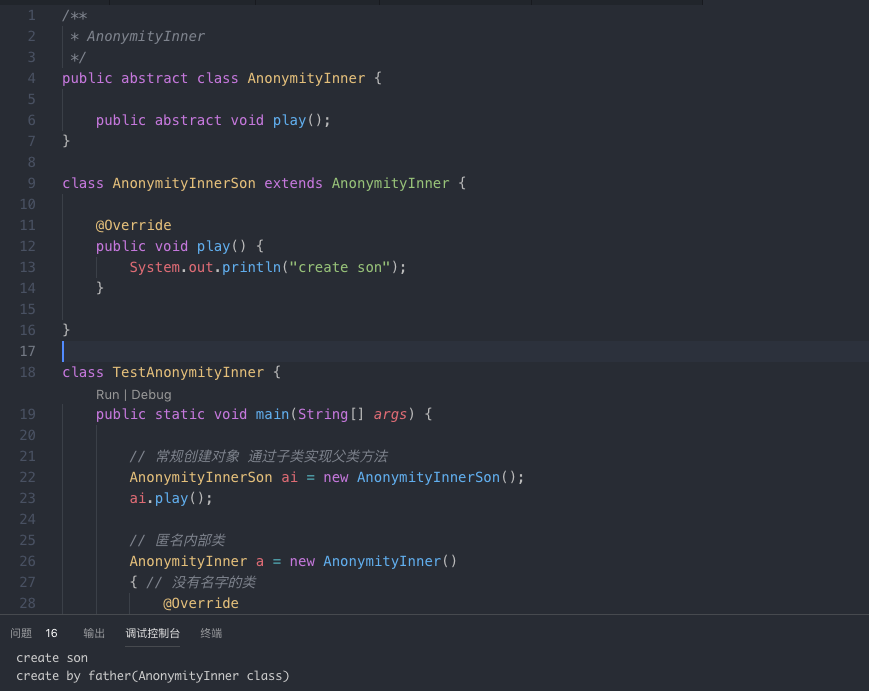 1 /**
2 * AnonymityInner
3 */
4 public abstract class AnonymityInner {
5
6 public abstract void play();
7 }
8
9 class AnonymityInnerSon extends AnonymityInner {
10
11 @Override
12 public void play() {
13 System.out.println("create son");
14 }
15
16 }
17
18 class TestAnonymityInner {
Run | Debug
19 public static void main(String[] args) {
20
21 // 常规创建对象 通过子类实现父类方法
22 AnonymityInnerSon ai = new AnonymityInnerSon();
23 ai.play();
24
25 // 匿名内部类
26 AnonymityInner a = new AnonymityInner()
27 { // 没有名字的类
28 @Override
问题 16 输出 调试控制台 终端
create son
create by father(AnonymityInner class)